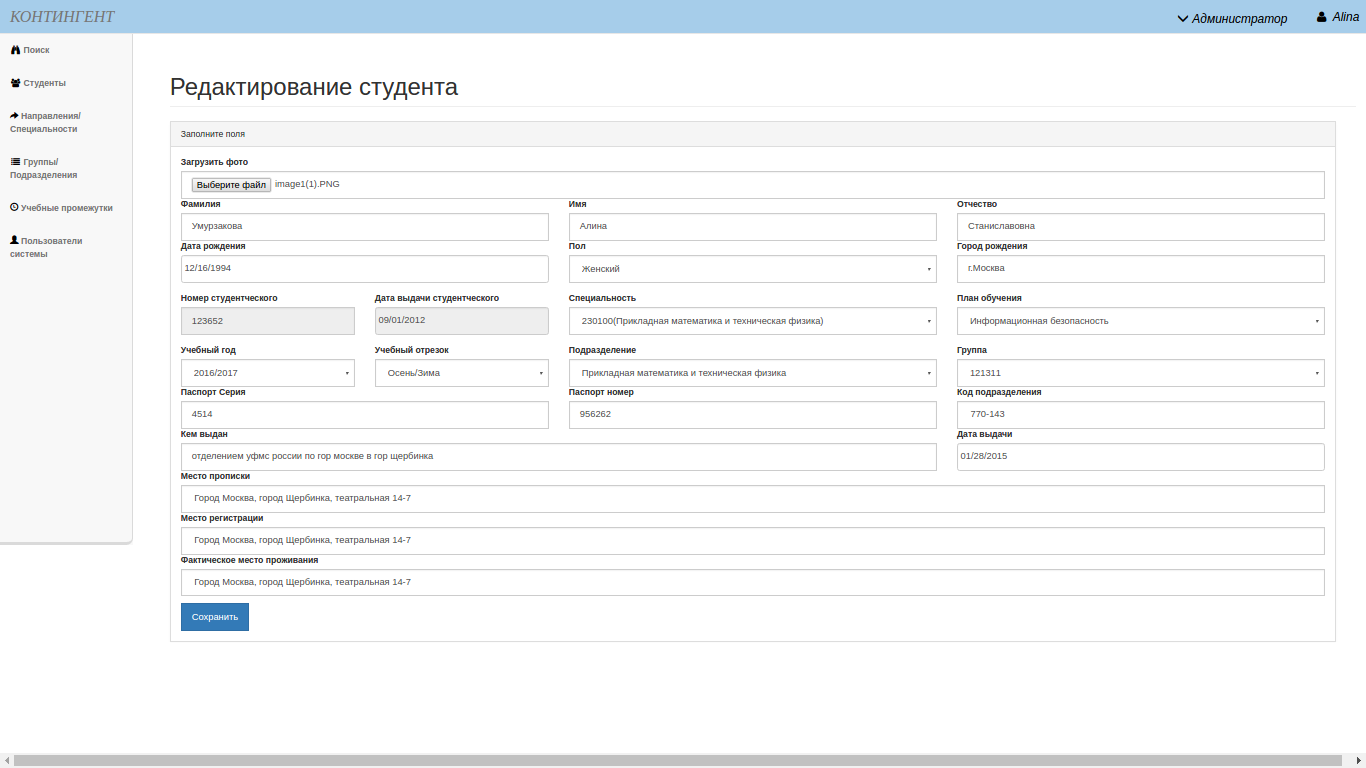 КОНТИНГЕНТ
Администратор
Alina
Поиск
Студенты
Направления/
Специальности
Группы/
Подразделения
Учебные промежутки
Пользователи
системы
Редактирование студента
Заполните поля
Загрузить фото
Выберите файл image1(1).PNG
Фамилия Имя Отчество
Умурзакова Алина Станиславовна
Дата рождения Пол Город рождения
12/16/1994 Женский г.Москва
Номер студентческого Дата выдачи студентческого Специальность План обучения
123652 09/01/2012 230100(Прикладная математика и техническая физика) Информационная безопасность
Учебный год Учебный отрезок Подразделение Группа
2016/2017 Осень/Зима Прикладная математика и техническая физика 121311
Паспорт Серия Паспорт номер Код подразделения
4514 956262 770-143
Кем выдан Дата выдачи
отделением уфмс россии по гор москве в гор щербинка 01/28/2015
Место прописки
Город Москва, город Щербинка, театральная 14-7
Место регистрации
Город Москва, город Щербинка, театральная 14-7
Фактическое место проживания
Город Москва, город Щербинка, театральная 14-7
Сохранить